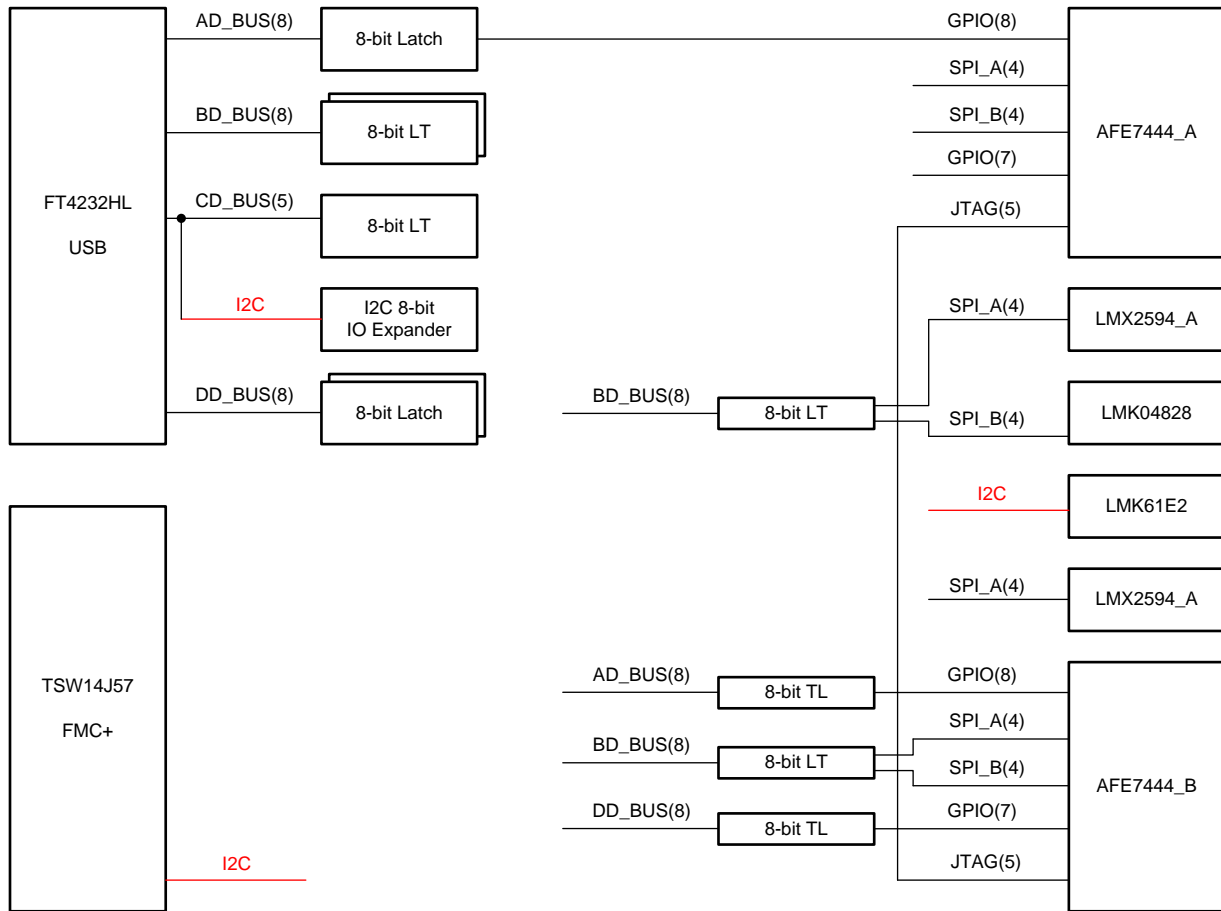 AD_BUS(8)
8-bit Latch
GPIO(8)
SPI_A(4)
BD_BUS(8)
8-bit LT
SPI_B(4)
AFE7444_A
GPIO(7)
FT4232HL
USB
CD_BUS(5)
8-bit LT
JTAG(5)
I2C
I2C 8-bit
IO Expander
SPI_A(4)
LMX2594_A
DD_BUS(8)
8-bit Latch
BD_BUS(8)
8-bit LT
SPI_B(4)
LMK04828
I2C
LMK61E2
SPI_A(4)
LMX2594_A
TSW14J57
FMC+
AD_BUS(8)
8-bit TL
GPIO(8)
SPI_A(4)
BD_BUS(8)
8-bit LT
SPI_B(4)
AFE7444_B
DD_BUS(8)
8-bit TL
GPIO(7)
I2C
JTAG(5)